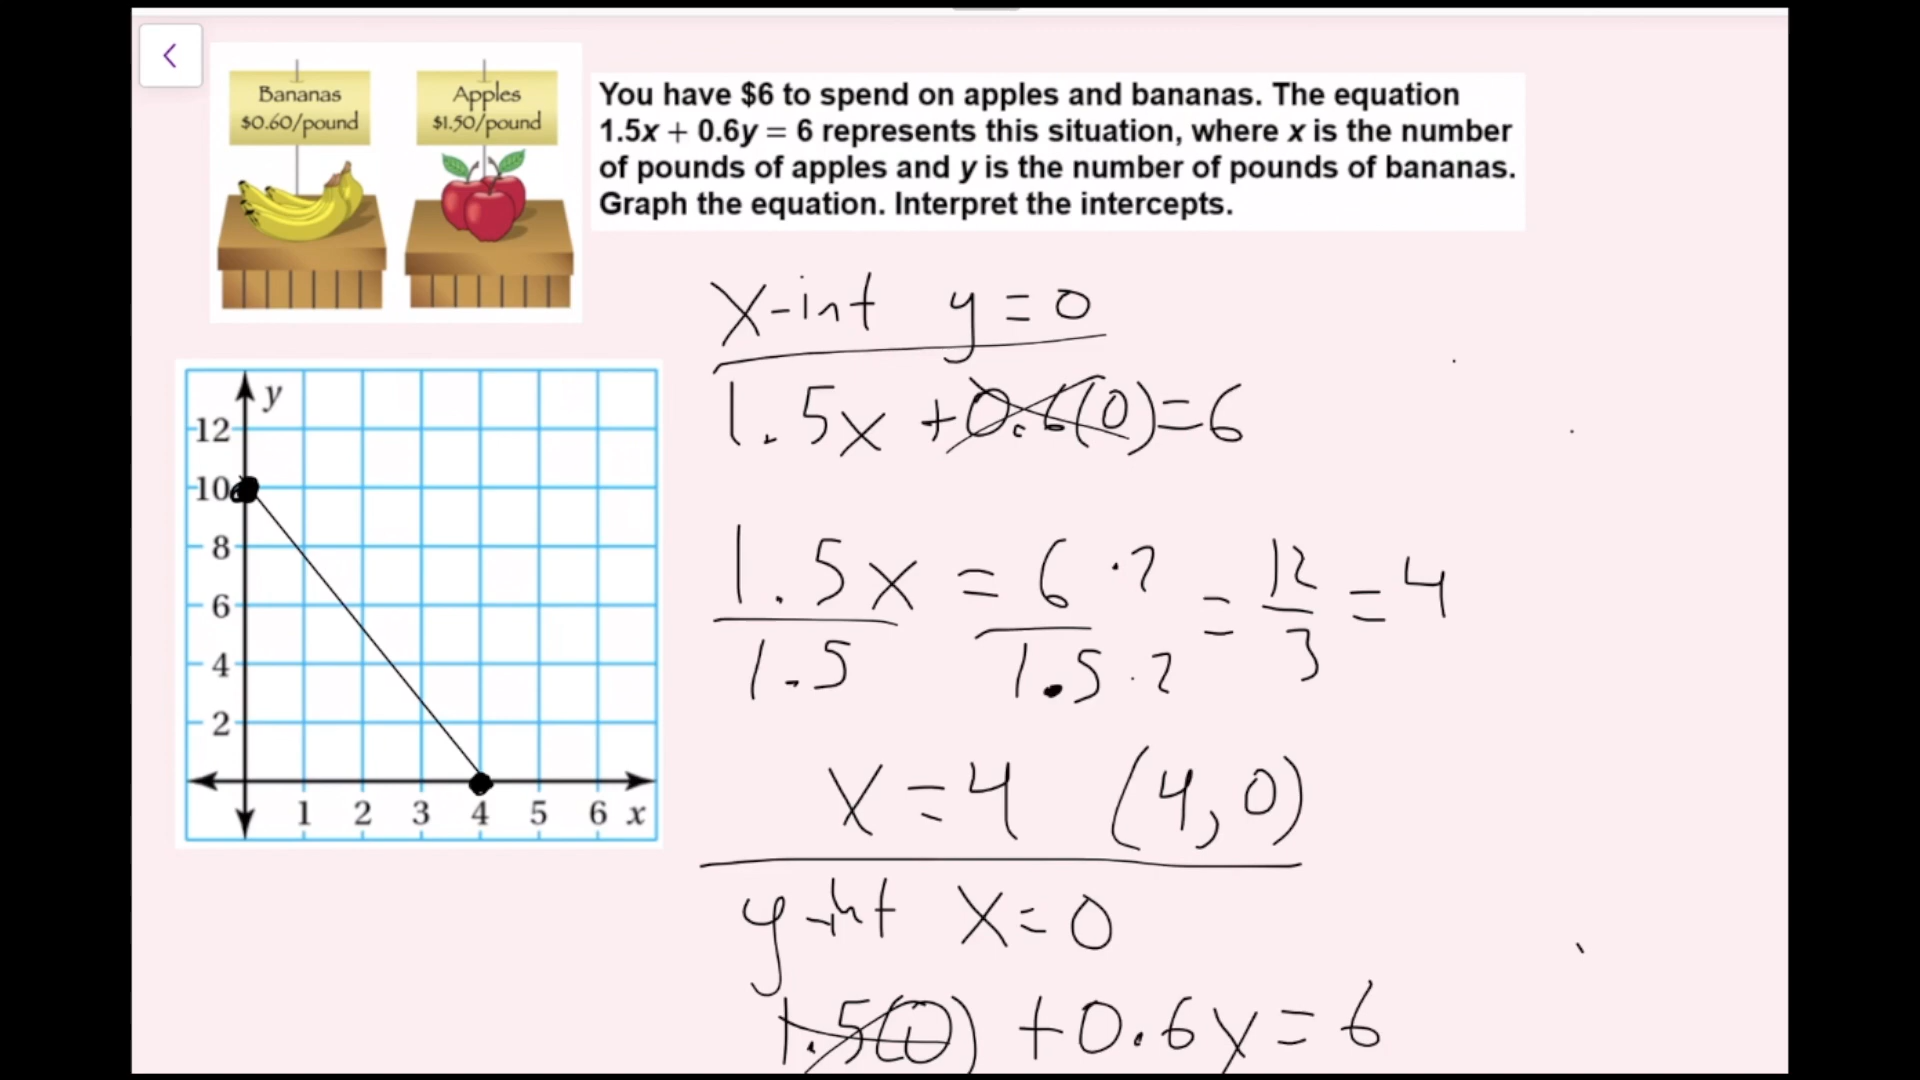 Bananas
$0.60/pound
Apples
$1.50/pound
You have $6 to spend on apples and bananas. The equation
1.5x + 0.6y = 6 represents this situation, where x is the number
of pounds of apples and y is the number of pounds of bananas.
Graph the equation. Interpret the intercepts.
x-int y=0
1.5x +0.6(0)=6
1.5x = 6 · 2 = 12 = 4
1.5 1.5 · 2 3
x = 4 (4,0)
y-int x=0
1.5(0) +0.6y = 6
y
12
10
8
6
4
2
1 2 3 4 5 6 x